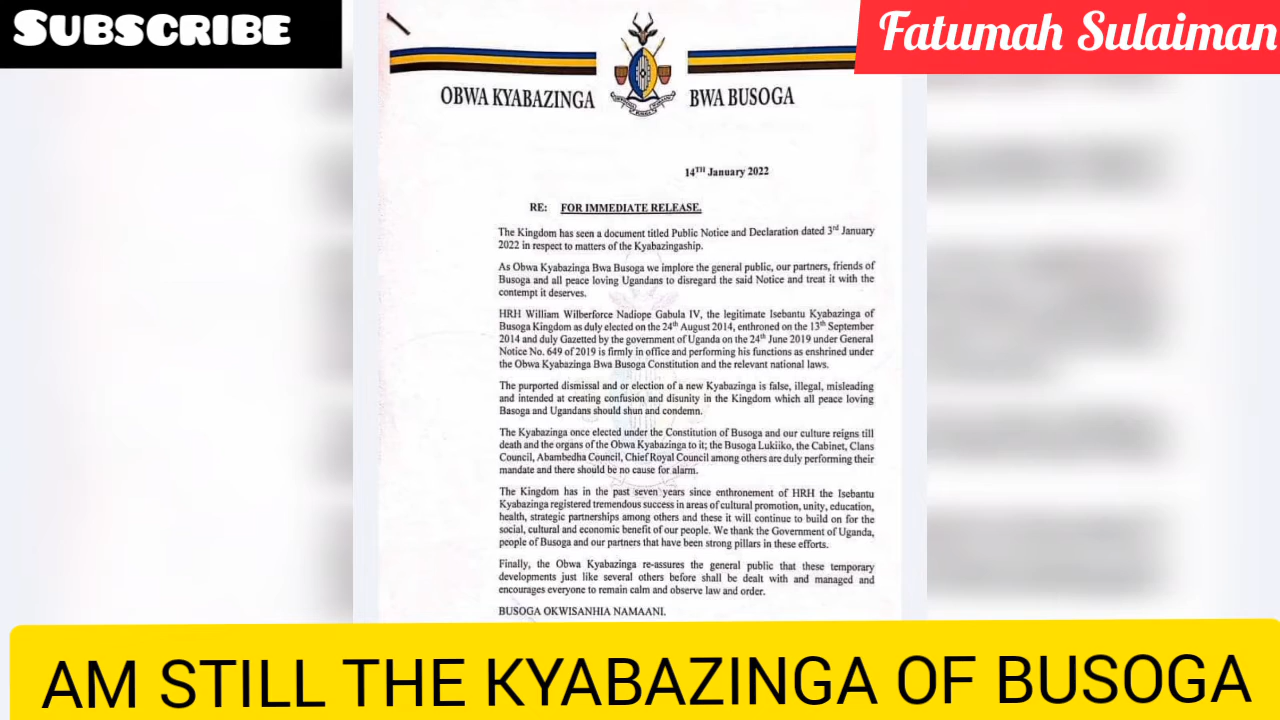 SUBSCRIBE
Fatumah Sulaiman
OBWA KYABAZINGA BWA BUSOGA
14TH January 2022
RE: FOR IMMEDIATE RELEASE.
The Kingdom has seen a document titled Public Notice and Declaration dated 3rd January
2022 in respect to matters of the Kyabazingaship.
As Obwa Kyabazinga Bwa Busoga we implore the general public, our partners, friends of
Busoga and all peace loving Ugandans to disregard the said Notice and treat it with the
contempt it deserves.
HRH William Wilberforce Nadiope Gabula IV, the legitimate Isebantu Kyabazinga of
Busoga Kingdom as duly elected on the 24th August 2014, enthroned on the 13th September
2014 and duly Gazetted by the government of Uganda on the 24th June 2019 under General
Notice No. 649 of 2019 is firmly in office and performing his functions as enshrined under
the Obwa Kyabazinga Bwa Busoga Constitution and the relevant national laws.
The purported dismissal and or election of a new Kyabazinga is false, illegal, misleading
and intended at creating confusion and disunity in the Kingdom which all peace loving
Basoga and Ugandans should shun and condemn.
The Kyabazinga once elected under the Constitution of Busoga and our culture reigns till
death and the organs of the Obwa Kyabazinga to it; the Busoga Lukiiko, the Cabinet, Clans
Council, Abambedha Council, Chief Royal Council among others are duly performing their
mandate and there should be no cause for alarm.
The Kingdom has in the past seven years since enthronement of HRH the Isebantu
Kyabazinga registered tremendous success in areas of cultural promotion, unity, education,
health, strategic partnerships among others and these it will continue to build on for the
social, cultural and economic benefit of our people. We thank the Government of Uganda,
people of Busoga and our partners that have been strong pillars in these efforts.
Finally, the Obwa Kyabazinga re-assures the general public that these temporary
developments just like several others before shall be dealt with and managed and
encourages everyone to remain calm and observe law and order.
BUSOGA OKWISANHIA NAMAANI.
AM STILL THE KYABAZINGA OF BUSOGA